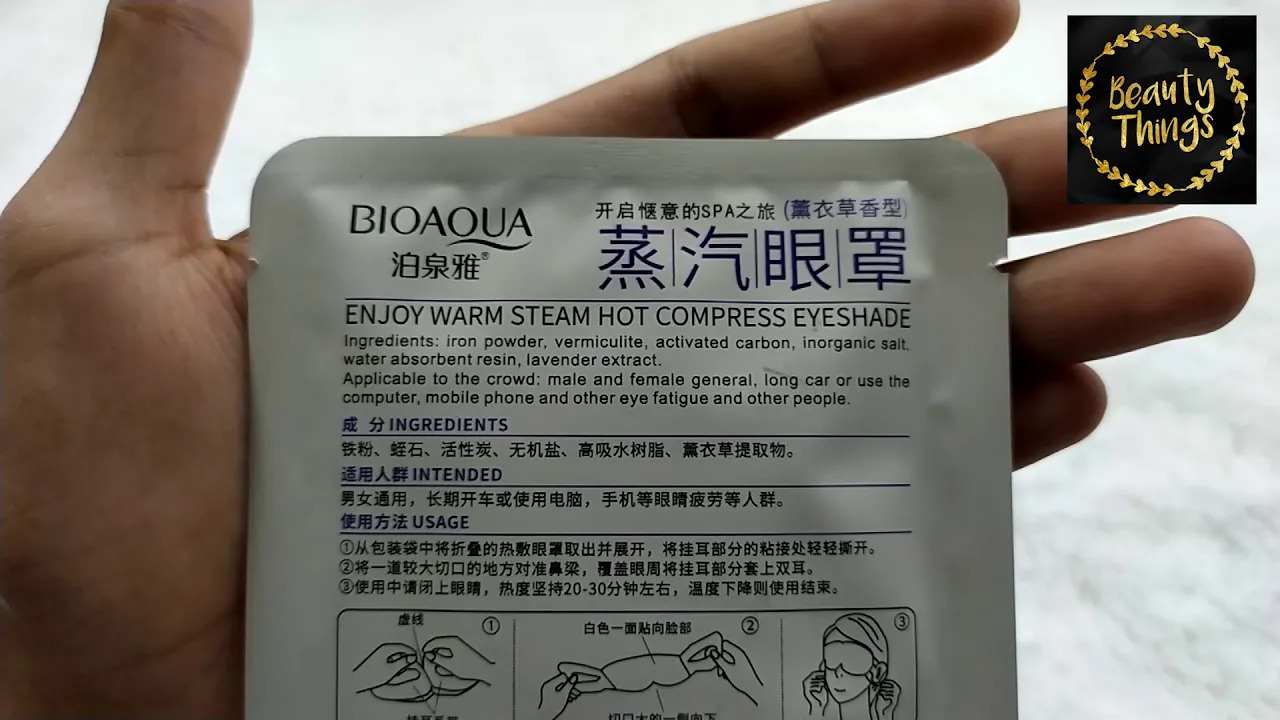 Beauty
Things
BIOAQUA
泊泉雅®
开启惬意的SPA之旅 (薰衣草香型)
蒸汽眼罩
ENJOY WARM STEAM HOT COMPRESS EYESHADE
Ingredients: iron powder, vermiculite, activated carbon, inorganic salt,
water absorbent resin, lavender extract.
Applicable to the crowd: male and female general, long car or use the
computer, mobile phone and other eye fatigue and other people.
成 分 INGREDIENTS
铁粉、蛭石、活性炭、无机盐、高吸水树脂、薰衣草提取物。
适用人群 INTENDED
男女通用，长期开车或使用电脑，手机等眼睛疲劳等人群。
使用方法 USAGE
①从包装袋中将折叠的热敷眼罩取出并展开，将挂耳部分的粘接处轻轻撕开。
②将一道较大切口的地方对准鼻梁，覆盖眼周将挂耳部分套上双耳。
③使用中请闭上眼睛，热度坚持20-30分钟左右，温度下降则使用结束。
虚线 ①
白色一面贴向脸部 ②
③
切口大的一侧向下